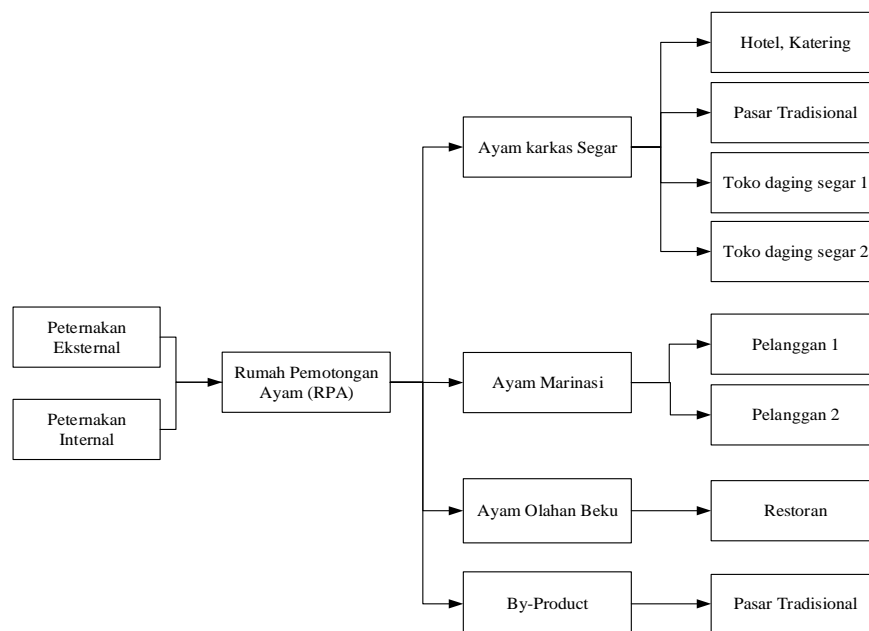 Peternakan
Eksternal
Peternakan
Internal
Rumah Pemotongan
Ayam (RPA)
Ayam karkas Segar
Ayam Marinasi
Ayam Olahan Beku
By-Product
Hotel, Katering
Pasar Tradisional
Toko daging segar 1
Toko daging segar 2
Pelanggan 1
Pelanggan 2
Restoran
Pasar Tradisional